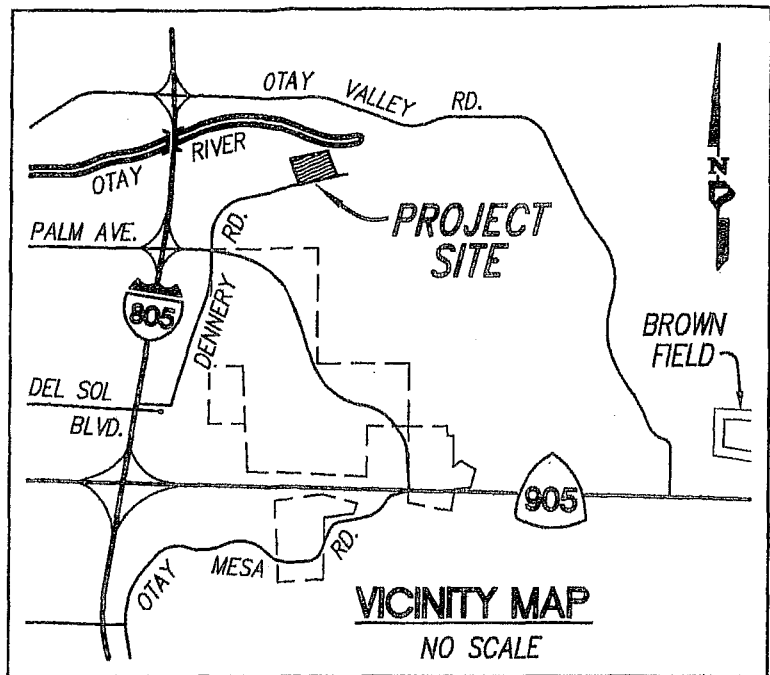 OTAY VALLEY RD.
OTAY RIVER
PROJECT
SITE
PALM AVE.
DENNERY RD.
805
N
BROWN
FIELD
DEL SOL
BLVD.
905
OTAY MESA RD.
VICINITY MAP
NO SCALE